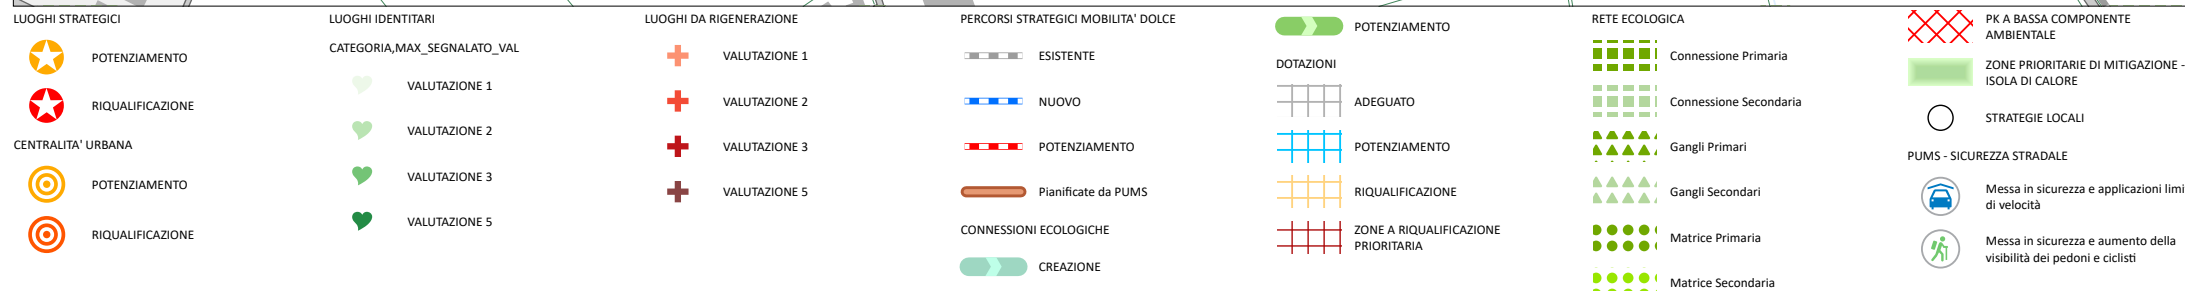 LUOGHI STRATEGICI
POTENZIAMENTO
RIQUALIFICAZIONE
CENTRALITA' URBANA
POTENZIAMENTO
RIQUALIFICAZIONE
LUOGHI IDENTITARI
CATEGORIA,MAX_SEGNALATO_VAL
VALUTAZIONE 1
VALUTAZIONE 2
VALUTAZIONE 3
VALUTAZIONE 5
LUOGHI DA RIGENERAZIONE
VALUTAZIONE 1
VALUTAZIONE 2
VALUTAZIONE 3
VALUTAZIONE 5
PERCORSI STRATEGICI MOBILITA' DOLCE
ESISTENTE
NUOVO
POTENZIAMENTO
Pianificate da PUMS
CONNESSIONI ECOLOGICHE
CREAZIONE
POTENZIAMENTO
DOTAZIONI
ADEGUATO
POTENZIAMENTO
RIQUALIFICAZIONE
ZONE A RIQUALIFICAZIONE
PRIORITARIA
RETE ECOLOGICA
Connessione Primaria
Connessione Secondaria
Gangli Primari
Gangli Secondari
Matrice Primaria
Matrice Secondaria
PK A BASSA COMPONENTE
AMBIENTALE
ZONE PRIORITARIE DI MITIGAZIONE -
ISOLA DI CALORE
STRATEGIE LOCALI
PUMS - SICUREZZA STRADALE
Messa in sicurezza e applicazioni limi
di velocità
Messa in sicurezza e aumento della
visibilità dei pedoni e ciclisti